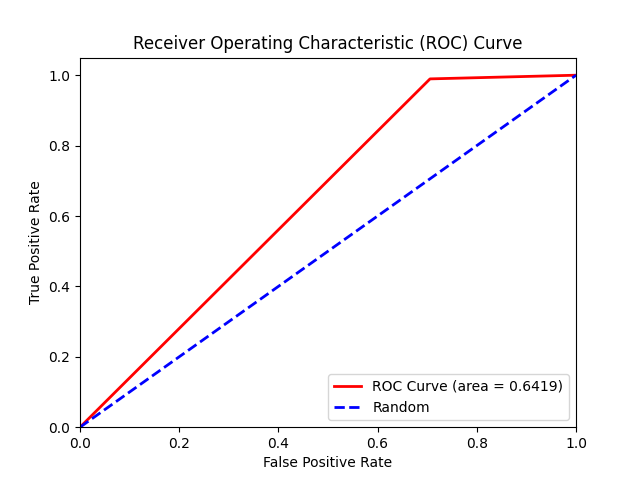 Receiver Operating Characteristic (ROC) Curve
True Positive Rate
1.0
0.8
0.6
0.4
0.2
0.0
ROC Curve (area = 0.6419)
Random
0.0 0.2 0.4 0.6 0.8 1.0
False Positive Rate